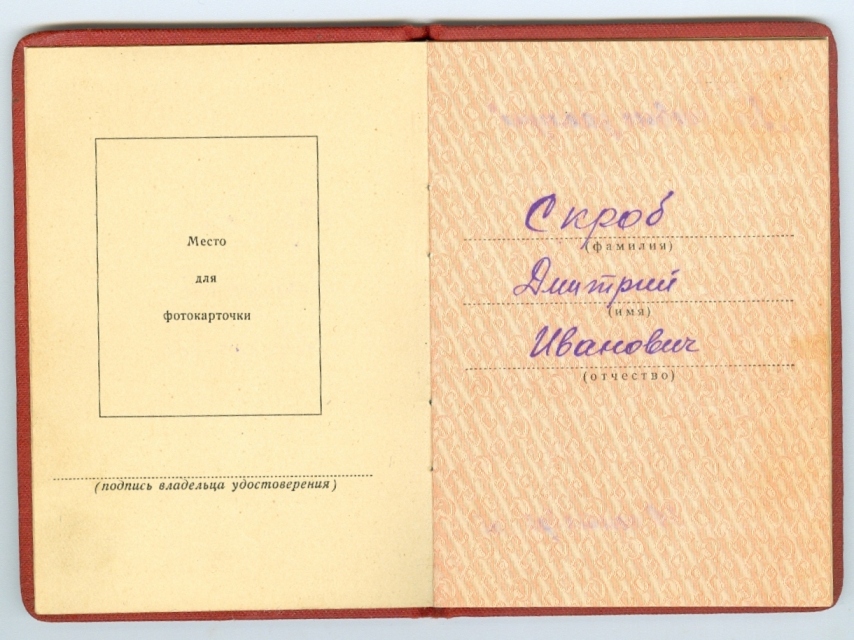 Место
для
фотокарточки
(подпись владельца удостоверения)
Скроб
(фамилия)
Дмитрий
(имя)
Иванович
(отчество)